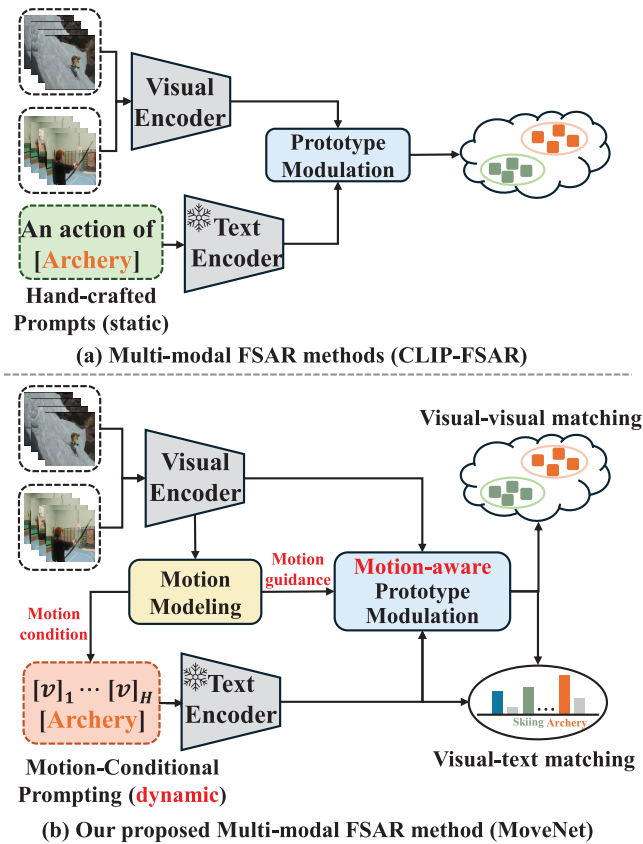 Visual
Encoder
Prototype
Modulation
An action of
[Archery]
Text
Encoder
Hand-crafted
Prompts (static)
(a) Multi-modal FSAR methods (CLIP-FSAR)
Visual-visual matching
Visual
Encoder
Motion
guidance
Motion
Modeling
Motion-aware
Prototype
Modulation
Motion
condition
[v]₁ ⋯ [v]_H
[Archery]
Text
Encoder
...
Skiing Archery
Visual-text matching
Motion-Conditional
Prompting (dynamic)
(b) Our proposed Multi-modal FSAR method (MoveNet)